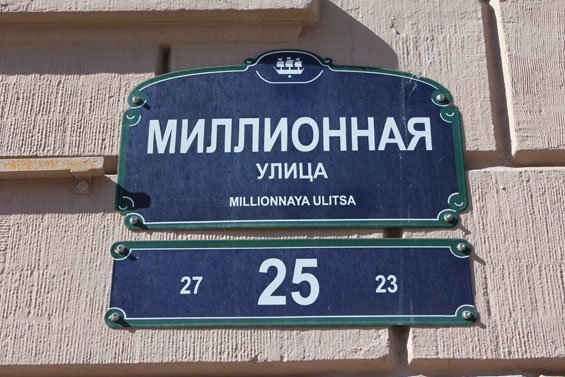 МИЛЛИОННАЯ
УЛИЦА
MILLIONNAYA ULITSA
27 25 23